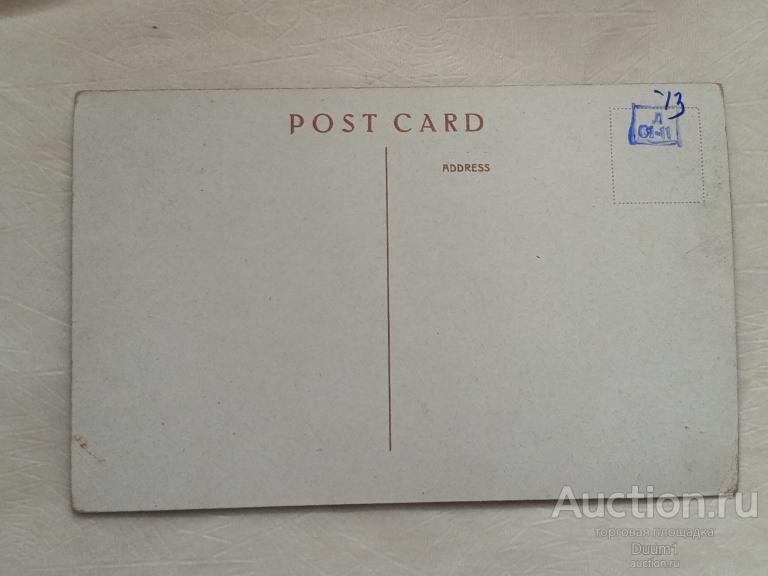 POST CARD
ADDRESS
-13
Л
01-11
Auction.ru
торговая площадка
Duum1
auction.ru